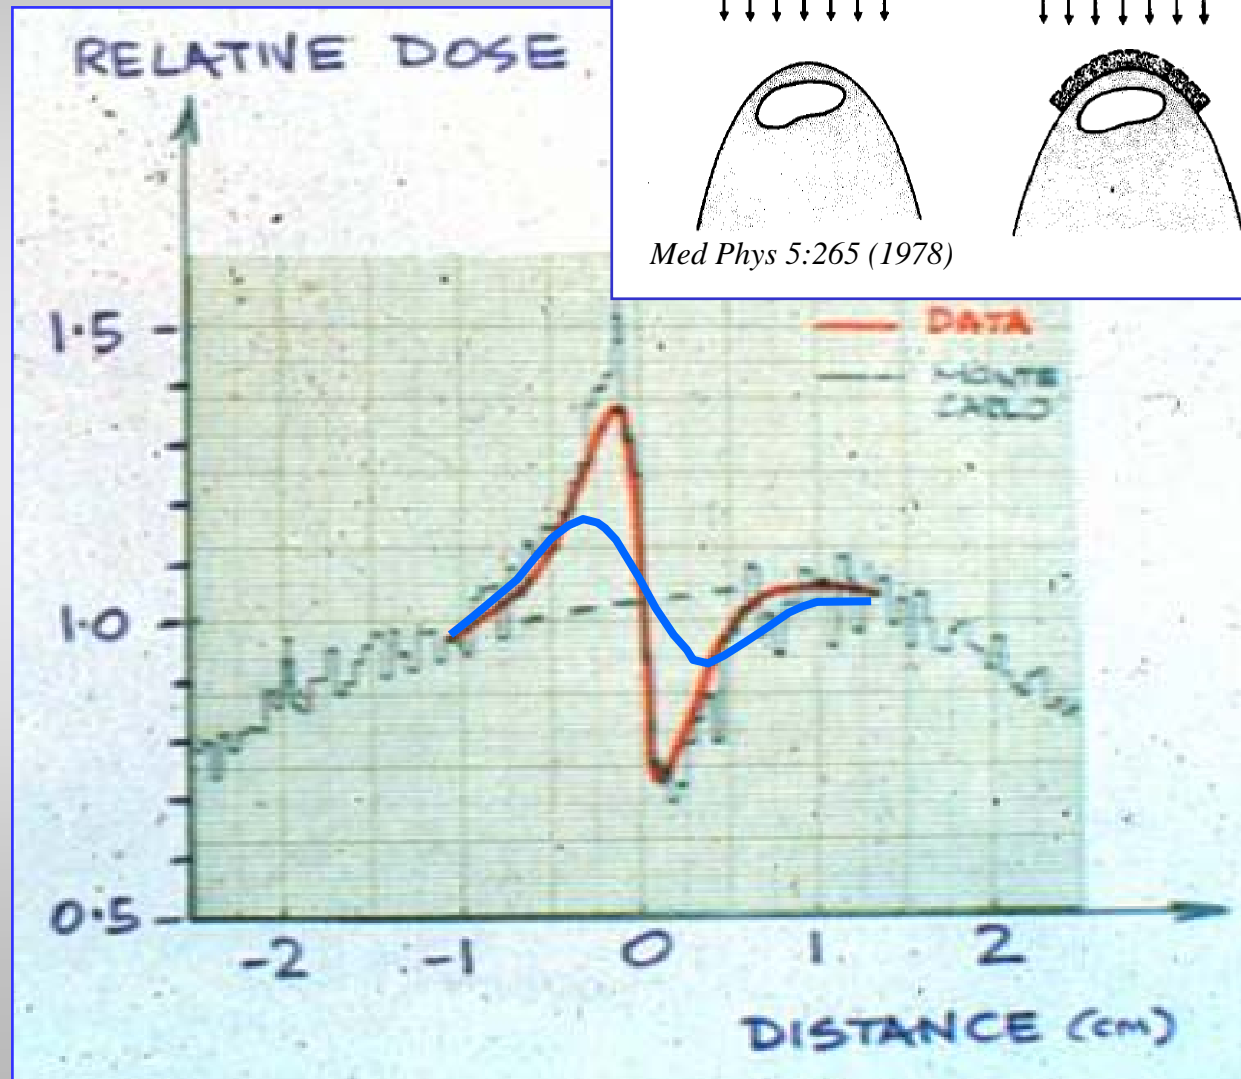 RELATIVE DOSE
Med Phys 5:265 (1978)
1.5
DATA
MONTE
CARLO
1.0
0.5
-2 -1 0 1 2
DISTANCE (cm)